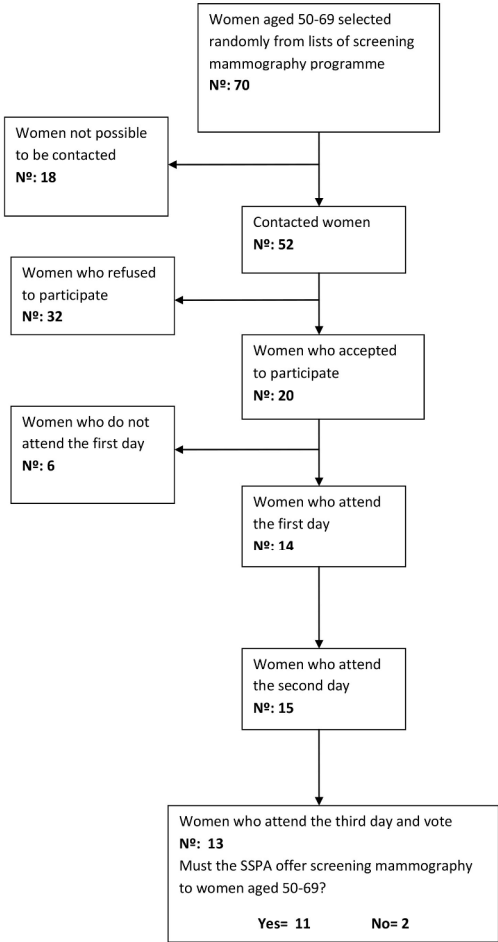 Women aged 50-69 selected
randomly from lists of screening
mammography programme
Nº: 70
Women not possible
to be contacted
Nº: 18
Contacted women
Nº: 52
Women who refused
to participate
Nº: 32
Women who accepted
to participate
Nº: 20
Women who do not
attend the first day
Nº: 6
Women who attend
the first day
Nº: 14
Women who attend
the second day
Nº: 15
Women who attend the third day and vote
Nº: 13
Must the SSPA offer screening mammography
to women aged 50-69?
Yes= 11 No= 2